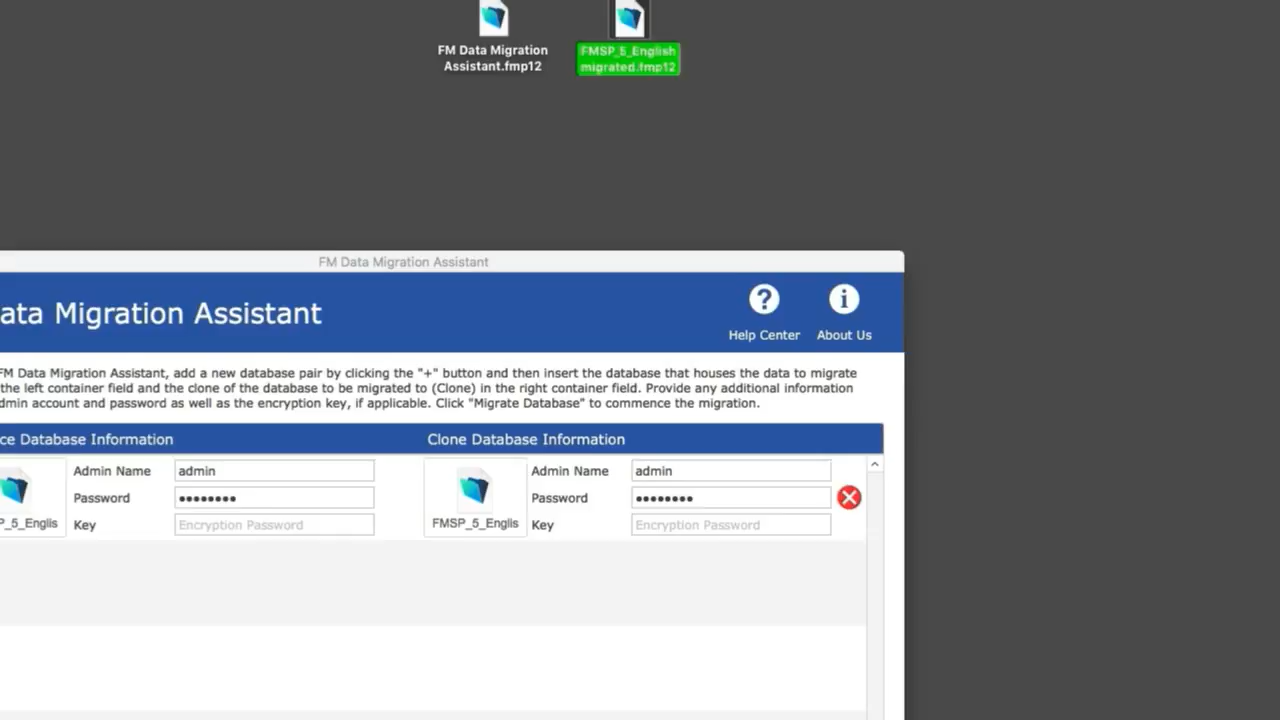 FM Data Migration
Assistant.fmp12
FMSP_5_English
migrated.fmp12
FM Data Migration Assistant
ata Migration Assistant
Help Center
About Us
FM Data Migration Assistant, add a new database pair by clicking the "+" button and then insert the database that houses the data to migrate
the left container field and the clone of the database to be migrated to (Clone) in the right container field. Provide any additional information
dmin account and password as well as the encryption key, if applicable. Click "Migrate Database" to commence the migration.
ce Database Information
Clone Database Information
Admin Name
admin
Password
••••••••
Key
Encryption Password
P_5_Englis
Admin Name
admin
Password
••••••••
Key
Encryption Password
FMSP_5_Englis